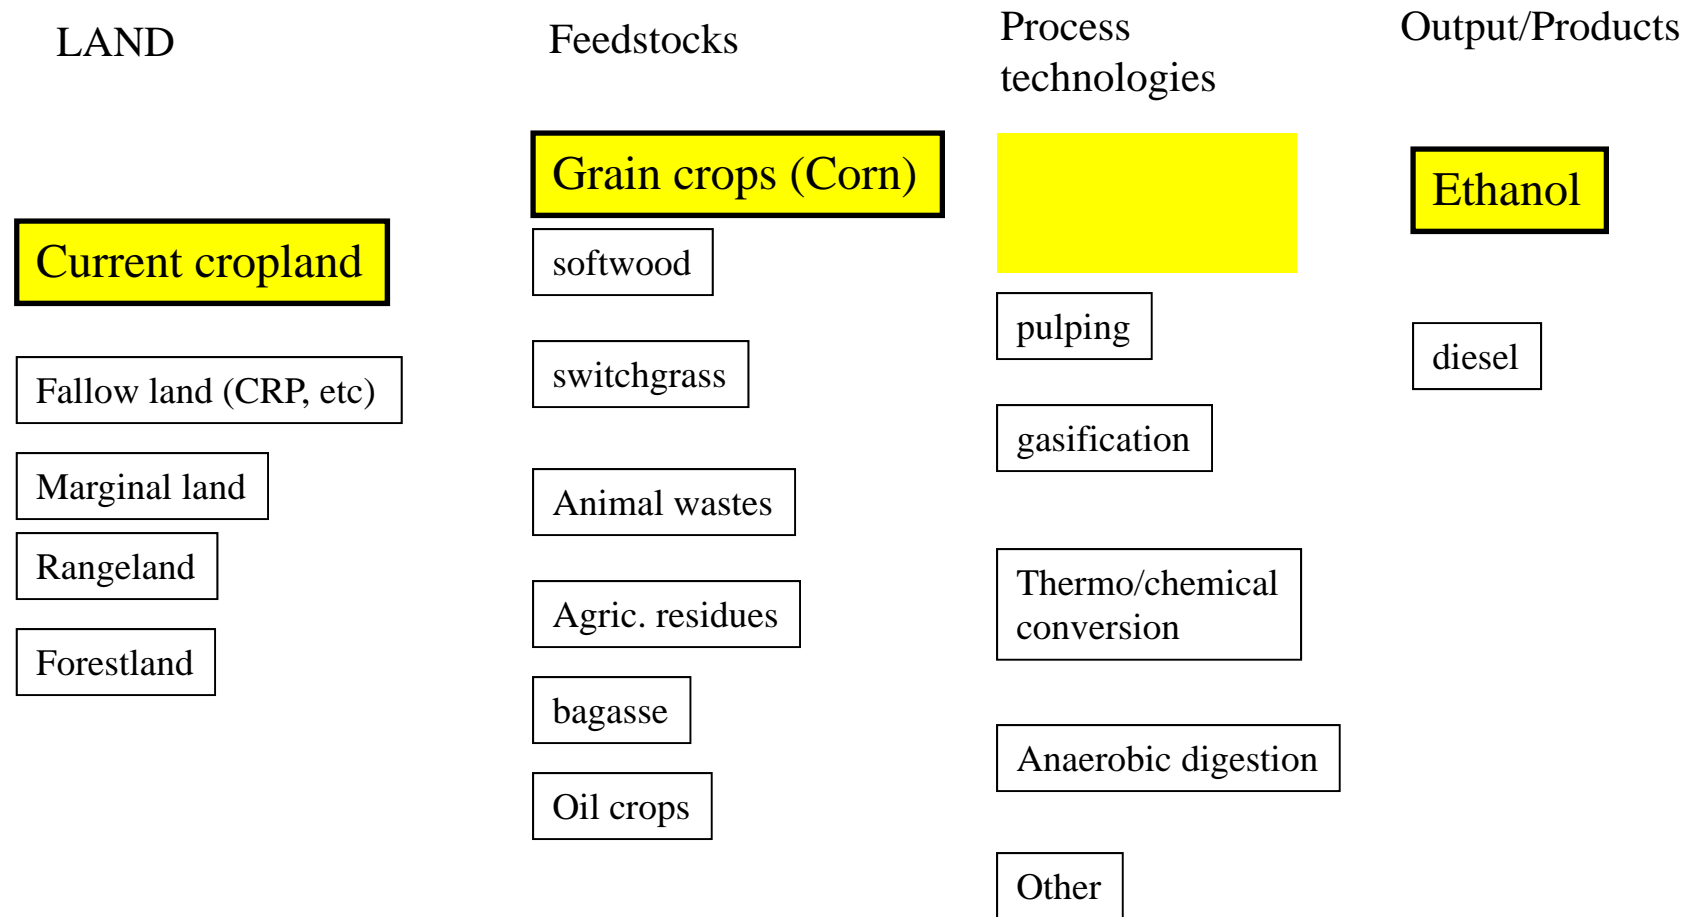 LAND
Current cropland
Fallow land (CRP, etc)
Marginal land
Rangeland
Forestland
Feedstocks
Grain crops (Corn)
softwood
switchgrass
Animal wastes
Agric. residues
bagasse
Oil crops
Process
technologies
pulping
gasification
Thermo/chemical
conversion
Anaerobic digestion
Other
Output/Products
Ethanol
diesel